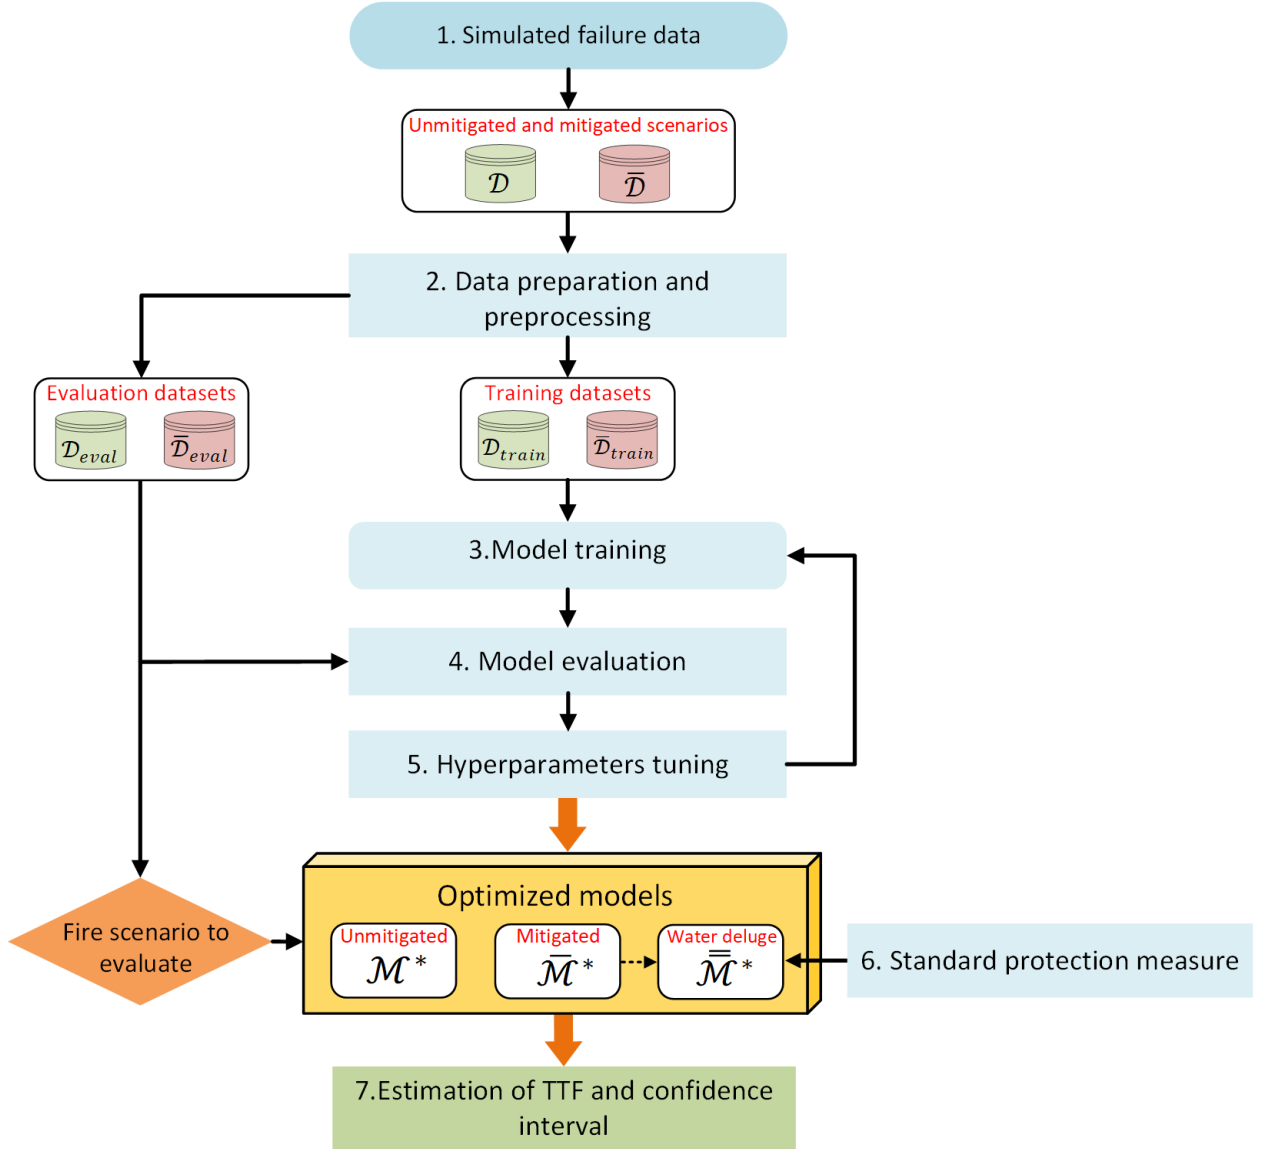 1. Simulated failure data
Unmitigated and mitigated scenarios
𝒟
𝒟̅
2. Data preparation and
preprocessing
Evaluation datasets
𝒟eval
𝒟̅eval
Training datasets
𝒟train
𝒟̅train
3.Model training
4. Model evaluation
5. Hyperparameters tuning
Fire scenario to
evaluate
Optimized models
Unmitigated
ℳ*
Mitigated
ℳ̅*
Water deluge
ℳ̿*
6. Standard protection measure
7.Estimation of TTF and confidence
interval